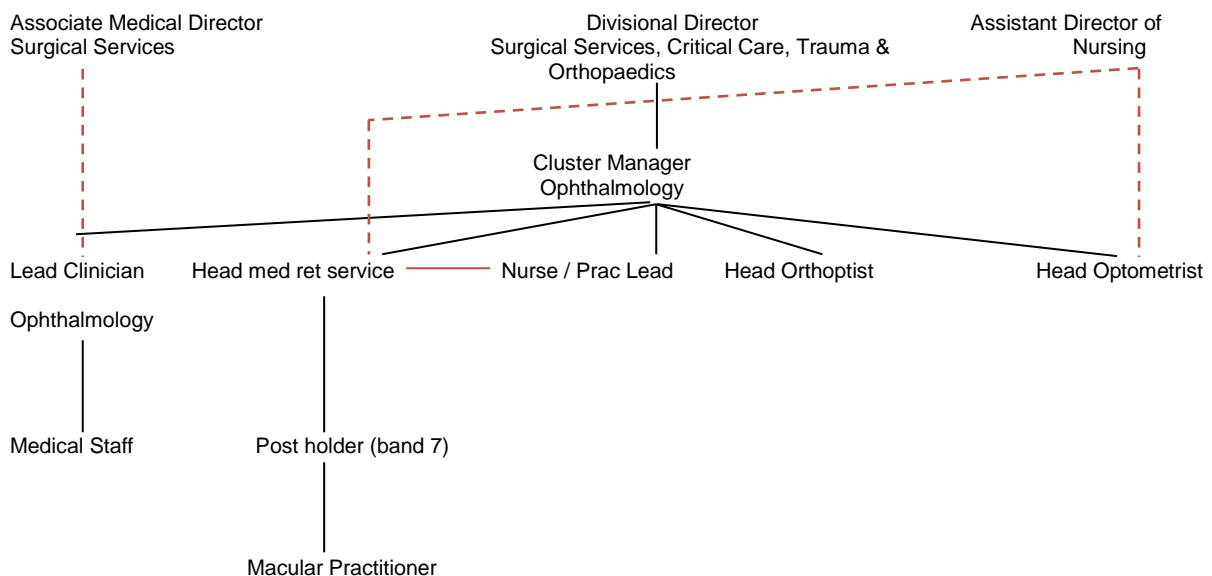 Associate Medical Director
Surgical Services
Divisional Director
Surgical Services, Critical Care, Trauma &
Orthopaedics
Assistant Director of
Nursing
Cluster Manager
Ophthalmology
Lead Clinician
Ophthalmology
Head med ret service
Nurse / Prac Lead
Head Orthoptist
Head Optometrist
Medical Staff
Post holder (band 7)
Macular Practitioner